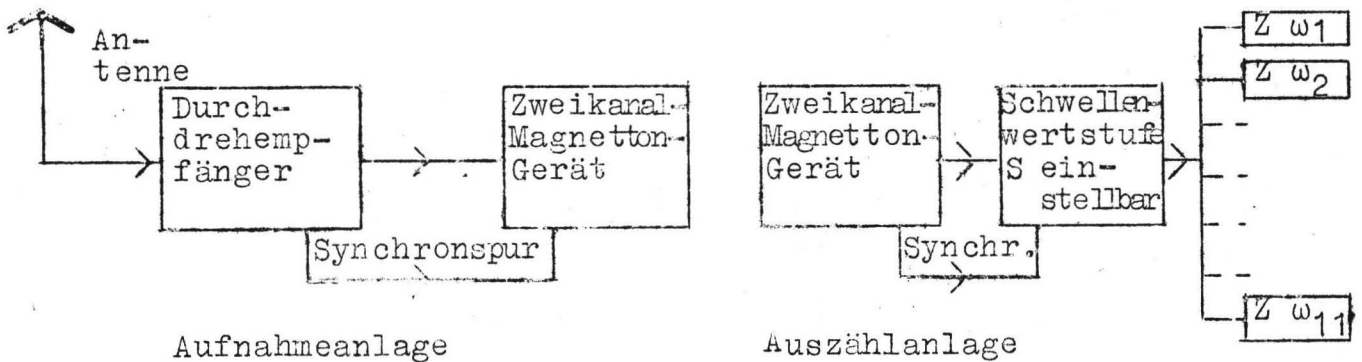 An-
tenne
Durch-
drehemp-
fänger
Zweikanal-
Magnetton-
Gerät
Synchronspur
Aufnahmeanlage
Zweikanal-
Magnetton-
Gerät
Schwellen-
wertstufe
S ein-
stellbar
Synchr.
Auszählanlage
Z ω1
Z ω2
Z ω11